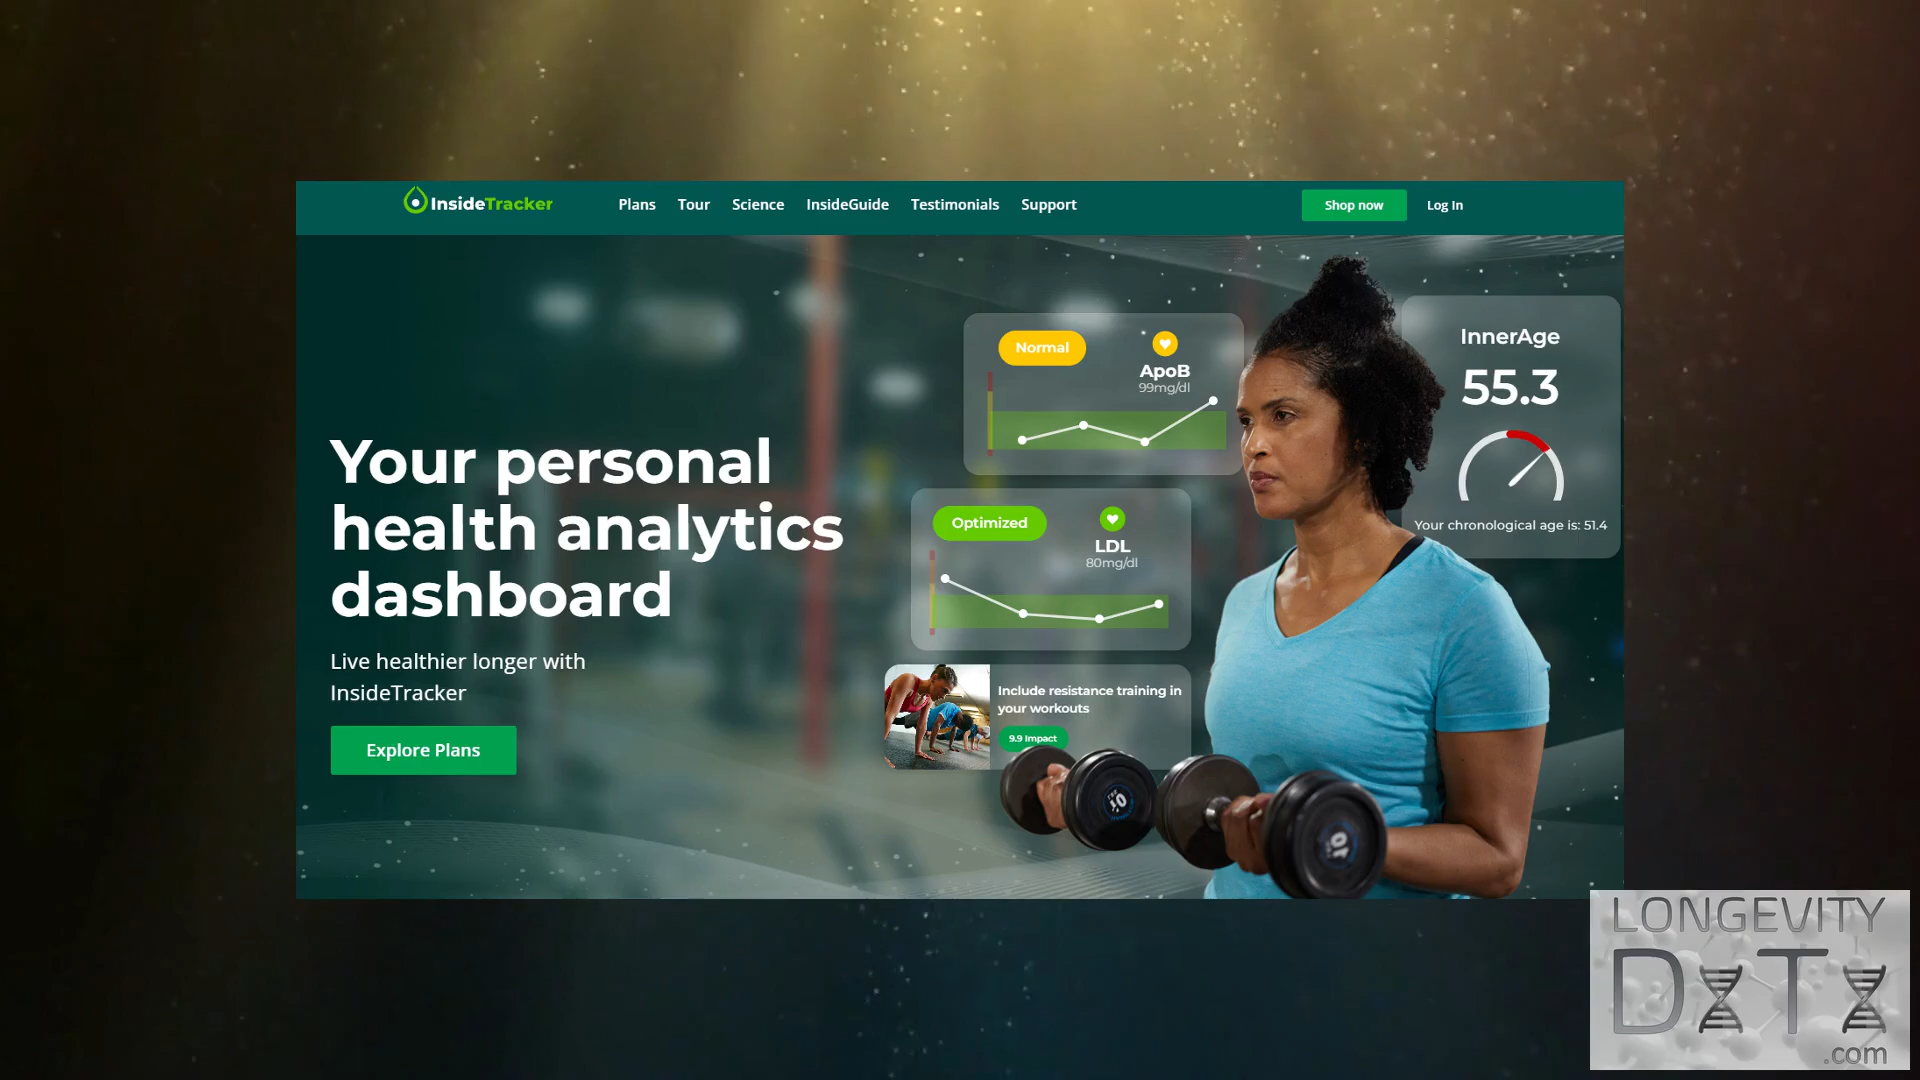 InsideTracker
Plans
Tour
Science
InsideGuide
Testimonials
Support
Shop now
Log In
Your personal
health analytics
dashboard
Live healthier longer with
InsideTracker
Explore Plans
Normal
ApoB
99mg/dl
Optimized
LDL
80mg/dl
Include resistance training in
your workouts
9.9 Impact
InnerAge
55.3
Your chronological age is: 51.4
10
10
LONGEVITY
DATA
.com